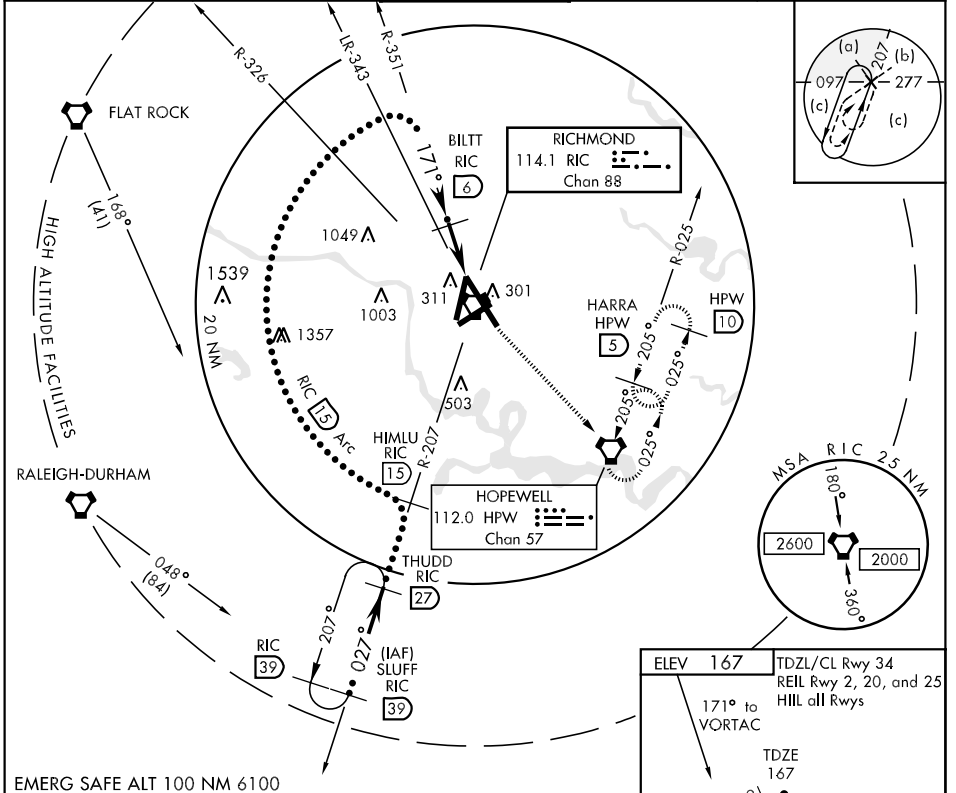 R-326
LR-343
R-351
(a)
207
(b)
097
277
(c)
(c)
FLAT ROCK
168°
(41)
171°
BILTT
RIC
6
RICHMOND
114.1 RIC
Chan 88
HIGH ALTITUDE FACILITIES
1049
1539
20 NM
1357
1003
311
301
503
R-025
HARRA
HPW
5
HPW
10
205°
025°
205°
025°
RIC 15 Arc
HIMLU
RIC
15
R-207
RALEIGH-DURHAM
048°
(84)
HOPEWELL
112.0 HPW
Chan 57
MSA RIC 25 NM
180°
2600
2000
360°
THUDD
RIC
27
207°
027°
RIC
39
(IAF)
SLUFF
RIC
39
ELEV 167
TDZL/CL Rwy 34
REIL Rwy 2, 20, and 25
HIIL all Rwys
171° to
VORTAC
TDZE
167
EMERG SAFE ALT 100 NM 6100